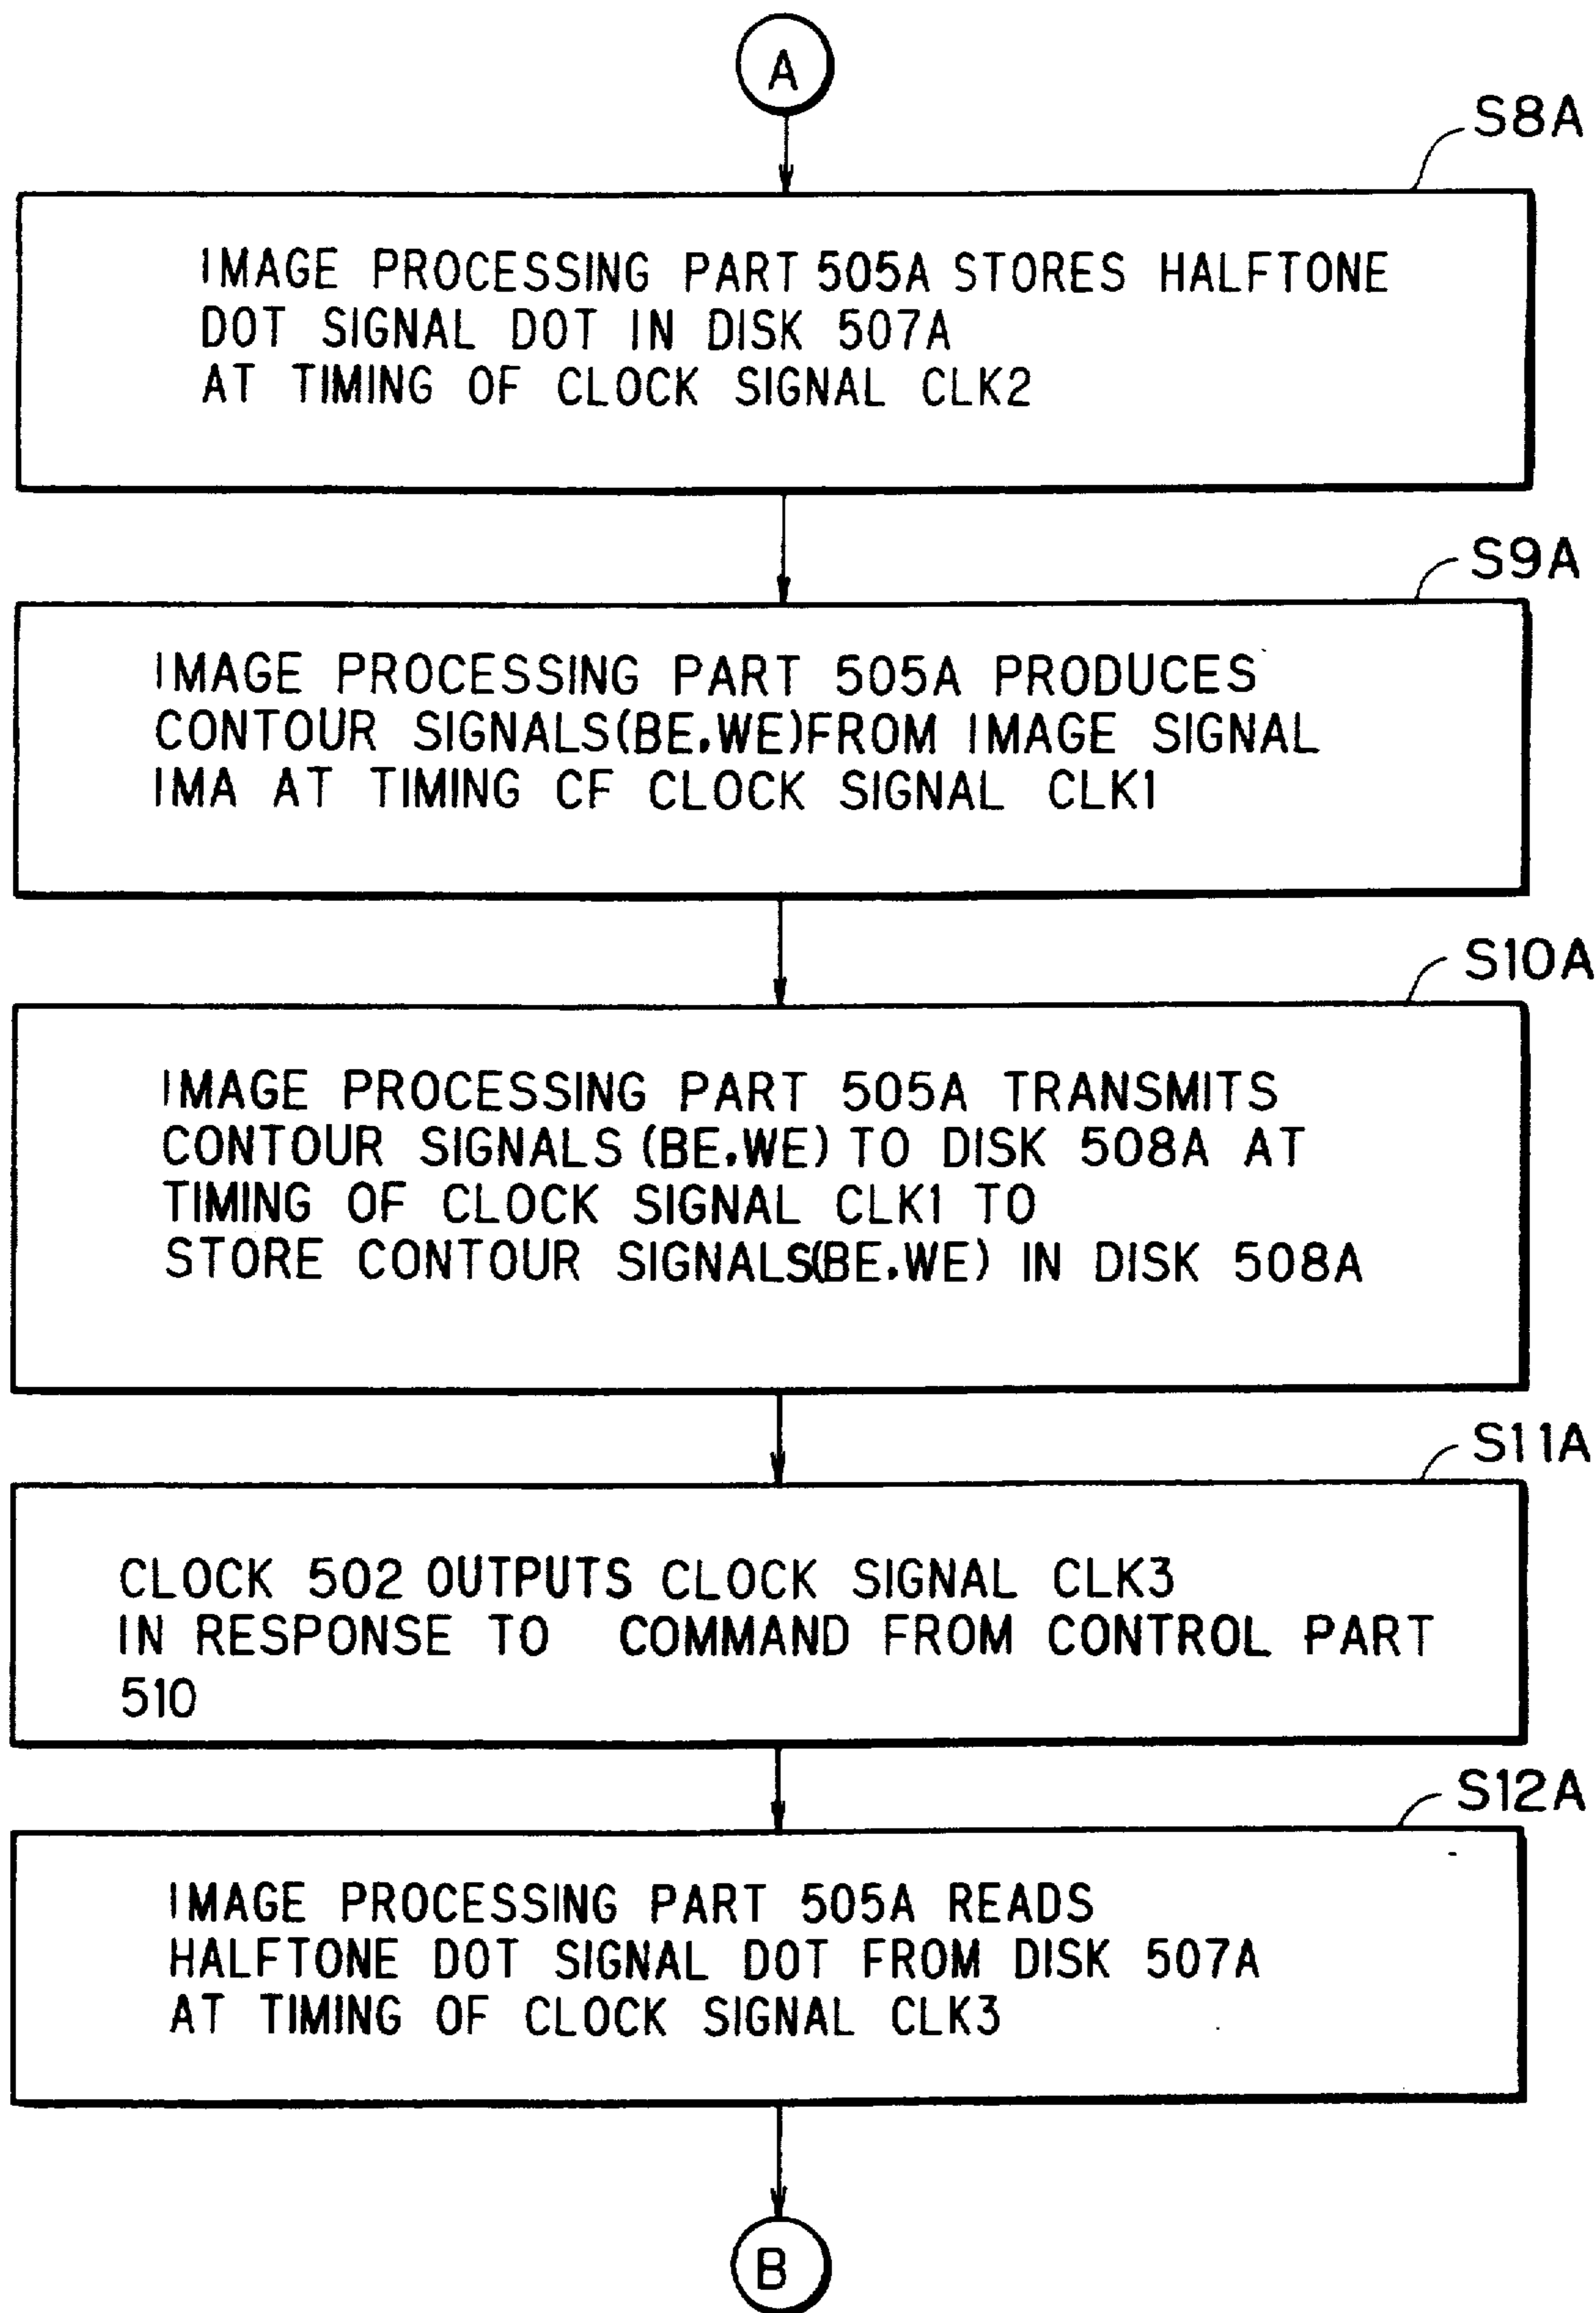 A
S8A
IMAGE PROCESSING PART 505A STORES HALFTONE
DOT SIGNAL DOT IN DISK 507A
AT TIMING OF CLOCK SIGNAL CLK2
S9A
IMAGE PROCESSING PART 505A PRODUCES
CONTOUR SIGNALS(BE.WE)FROM IMAGE SIGNAL
IMA AT TIMING CF CLOCK SIGNAL CLK1
S10A
IMAGE PROCESSING PART 505A TRANSMITS
CONTOUR SIGNALS (BE.WE) TO DISK 508A AT
TIMING OF CLOCK SIGNAL CLK1 TO
STORE CONTOUR SIGNALS(BE.WE) IN DISK 508A
S11A
CLOCK 502 OUTPUTS CLOCK SIGNAL CLK3
IN RESPONSE TO COMMAND FROM CONTROL PART
510
S12A
IMAGE PROCESSING PART 505A READS
HALFTONE DOT SIGNAL DOT FROM DISK 507A
AT TIMING OF CLOCK SIGNAL CLK3
B